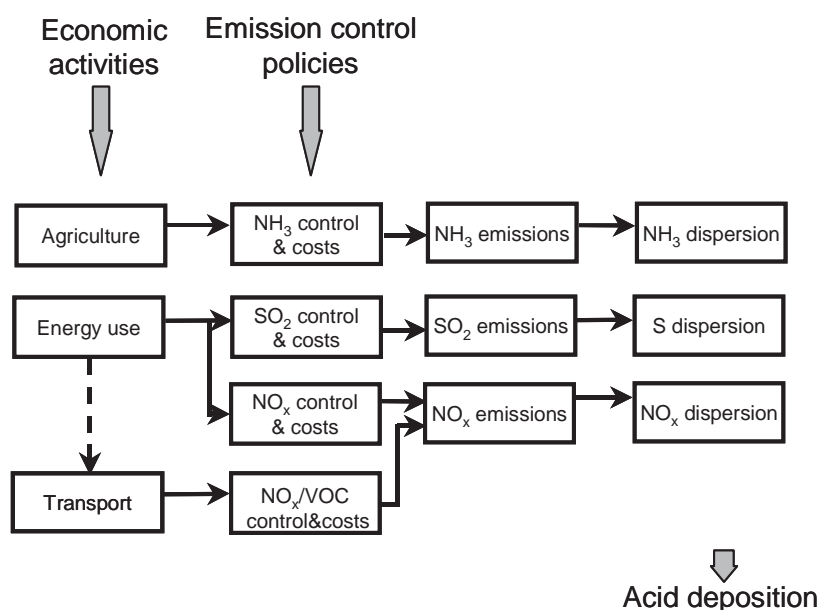 Economic
activities
Emission control
policies
Agriculture
NH₃ control
& costs
NH₃ emissions
NH₃ dispersion
Energy use
SO₂ control
& costs
SO₂ emissions
S dispersion
NOₓ control
& costs
NOₓ emissions
NOₓ dispersion
Transport
NOₓ/VOC
control&costs
Acid deposition